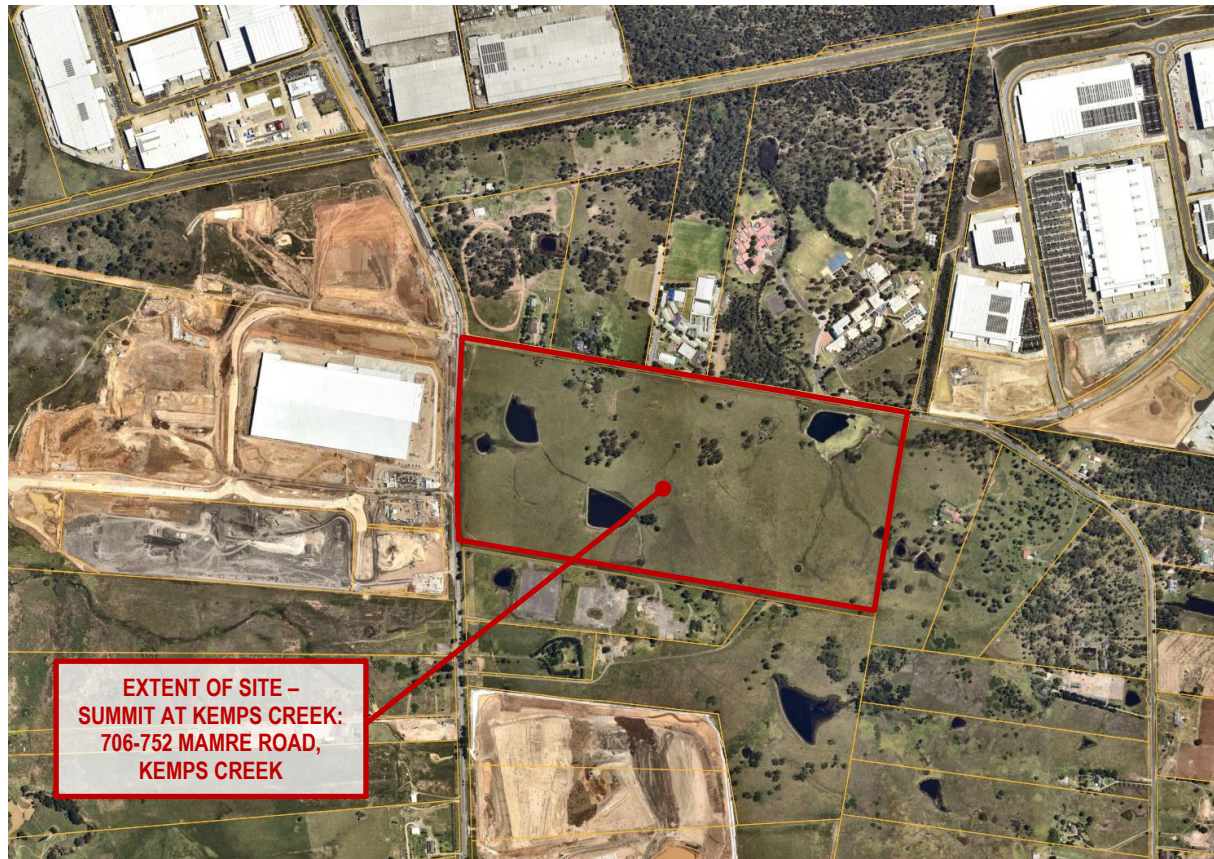 EXTENT OF SITE –
SUMMIT AT KEMPS CREEK:
706-752 MAMRE ROAD,
KEMPS CREEK